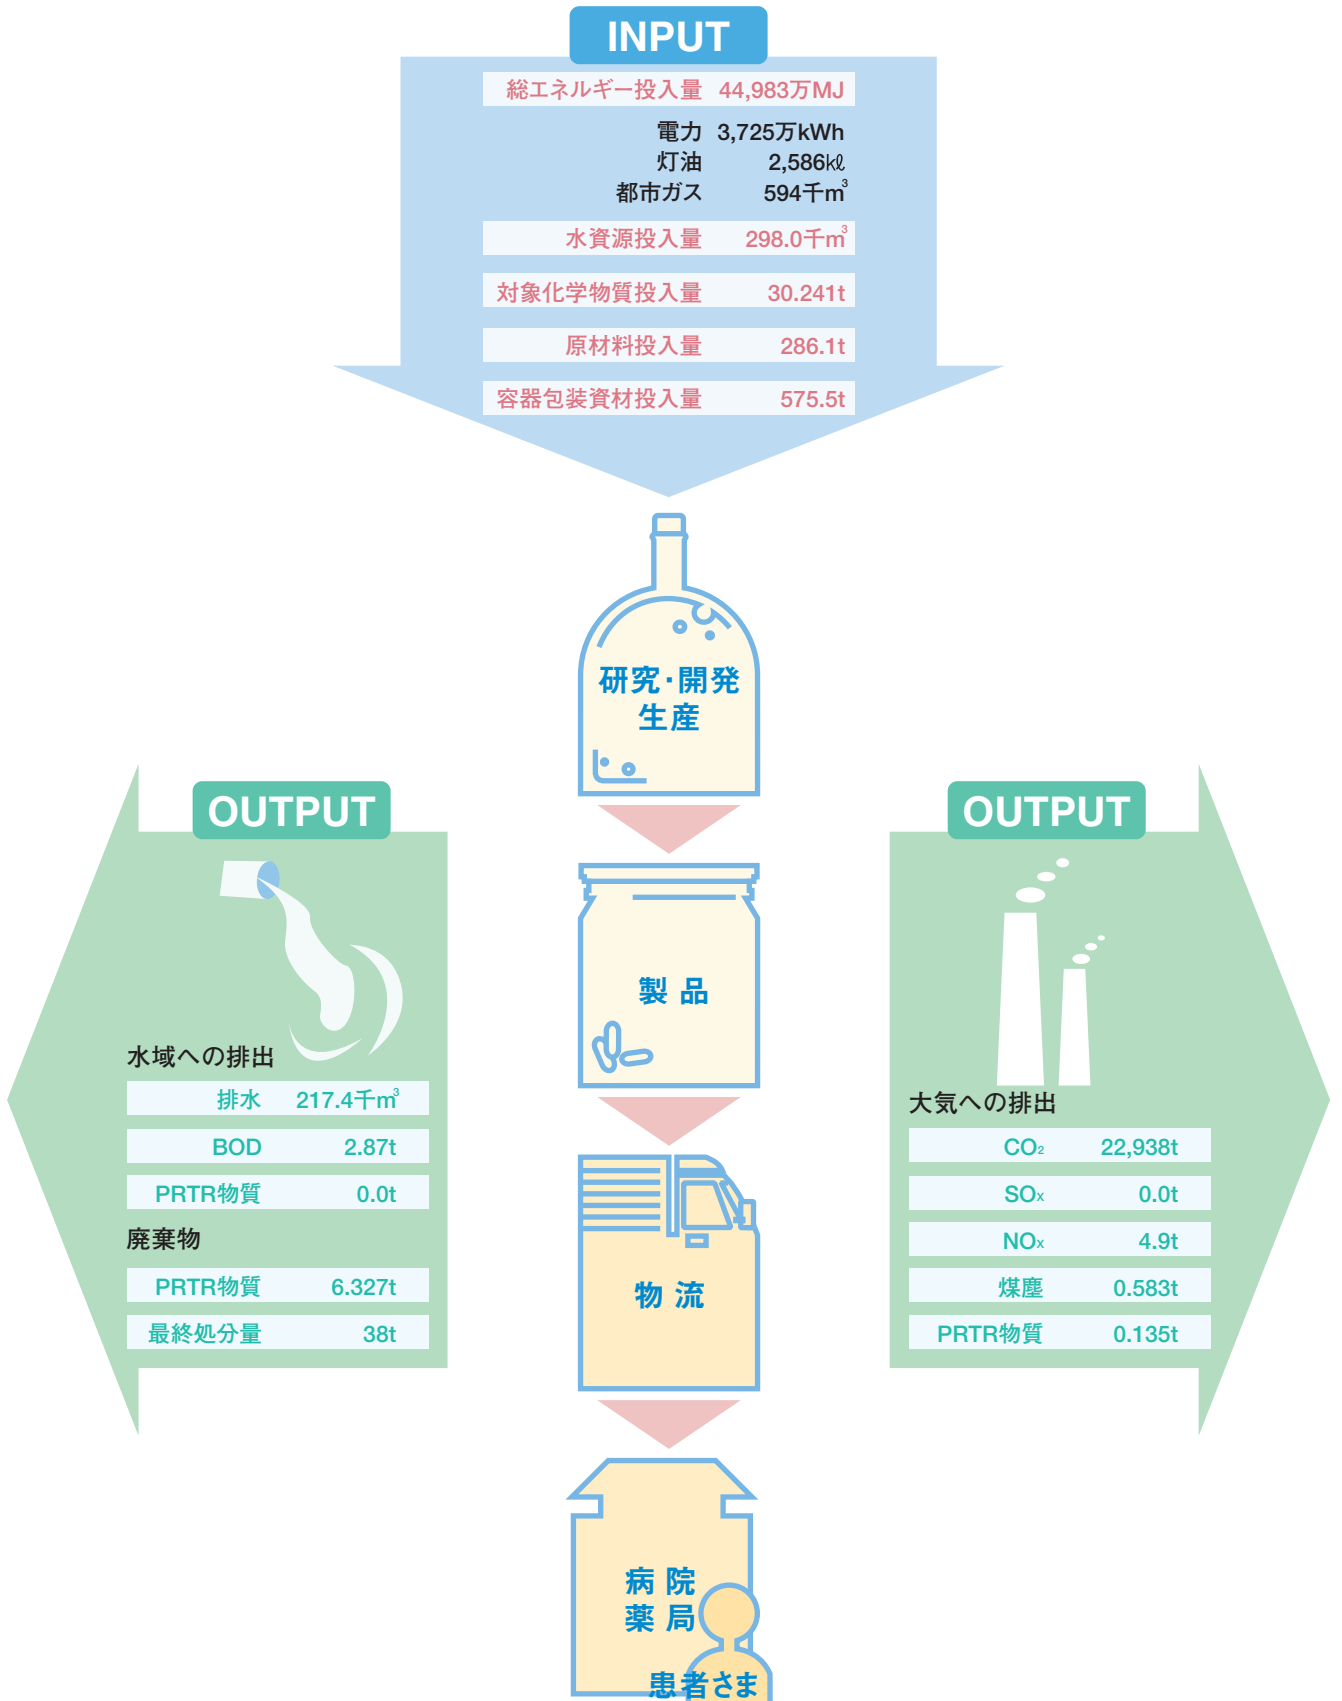 INPUT
総エネルギー投入量 44,983万MJ
電力 3,725万kWh
灯油 2,586kℓ
都市ガス 594千m³
水資源投入量 298.0千m³
対象化学物質投入量 30.241t
原材料投入量 286.1t
容器包装資材投入量 575.5t
研究・開発
生産
製品
物流
病院
薬局
患者さま
OUTPUT
水域への排出
排水 217.4千m³
BOD 2.87t
PRTR物質 0.0t
廃棄物
PRTR物質 6.327t
最終処分量 38t
OUTPUT
大気への排出
CO₂ 22,938t
SOx 0.0t
NOx 4.9t
煤塵 0.583t
PRTR物質 0.135t